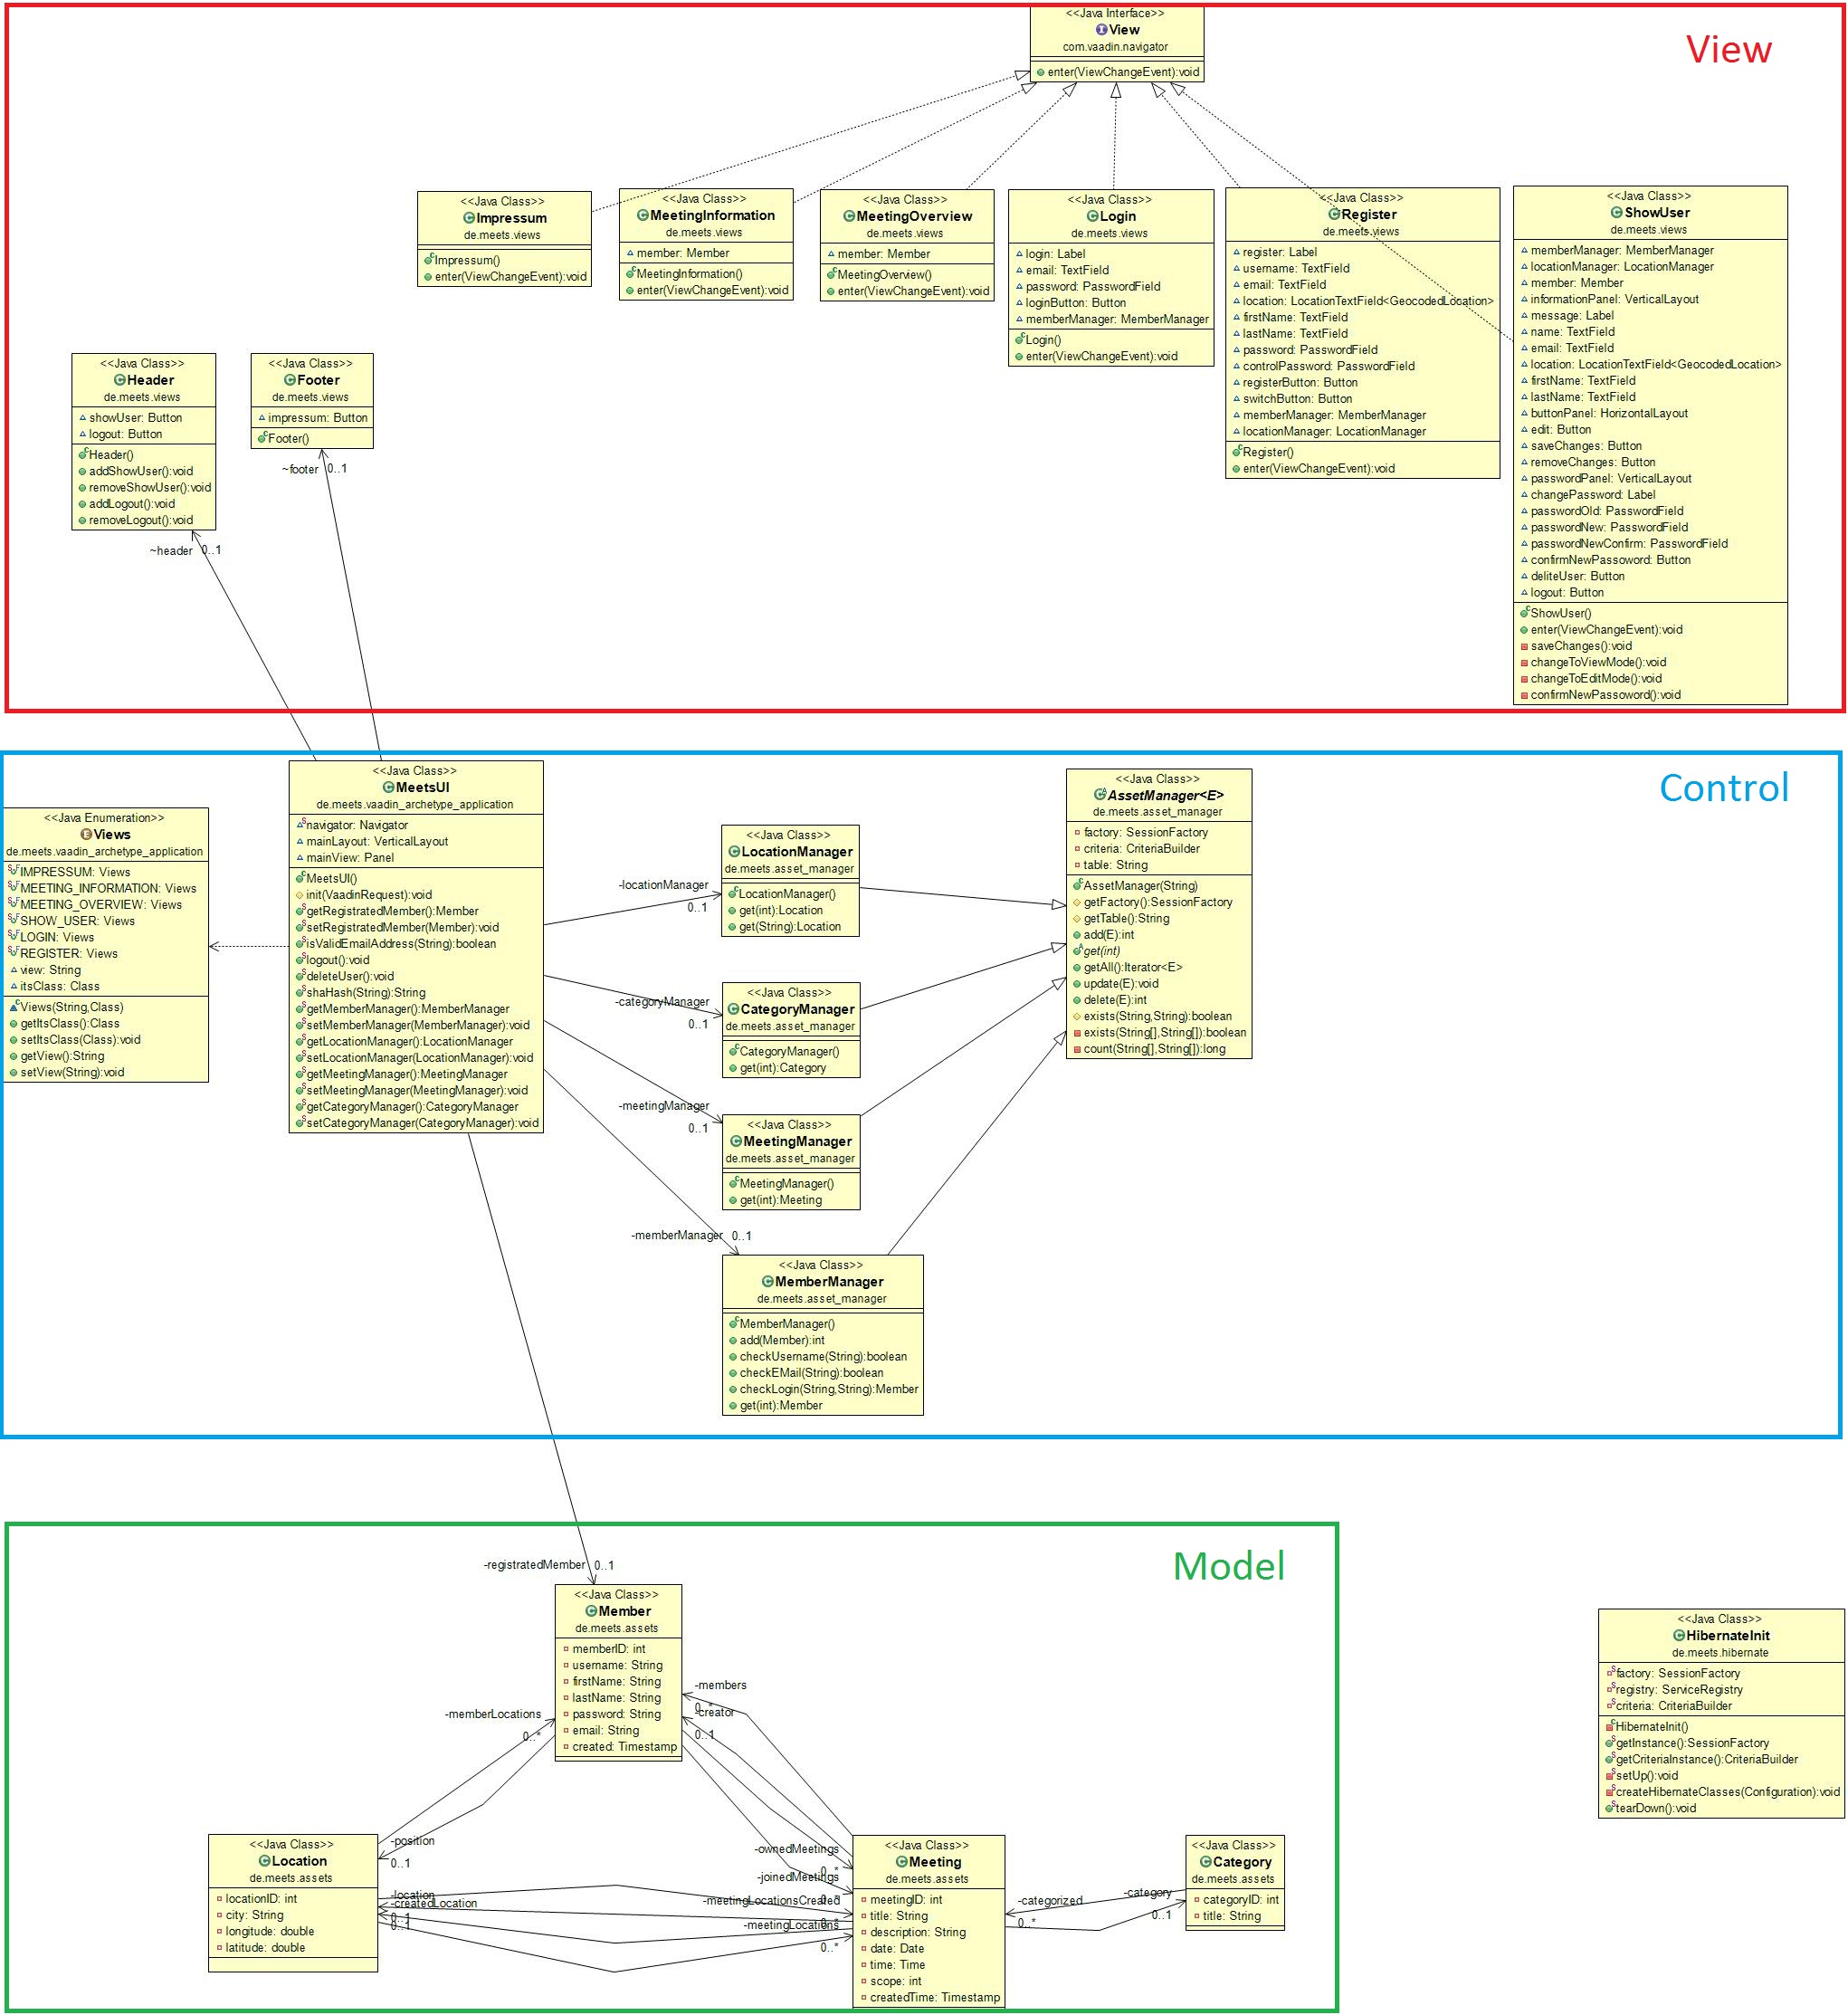 View
<<Java Interface>>
View
com.vaadin.navigator
enter(ViewChangeEvent):void
<<Java Class>>
Impressum
de.meets.views
Impressum()
enter(ViewChangeEvent):void
<<Java Class>>
MeetingInformation
de.meets.views
member: Member
MeetingInformation()
enter(ViewChangeEvent):void
<<Java Class>>
MeetingOverview
de.meets.views
member: Member
MeetingOverview()
enter(ViewChangeEvent):void
<<Java Class>>
Login
de.meets.views
login: Label
email: TextField
password: PasswordField
loginButton: Button
memberManager: MemberManager
Login()
enter(ViewChangeEvent):void
<<Java Class>>
Register
de.meets.views
register: Label
username: TextField
email: TextField
location: LocationTextField<GeocodedLocation>
firstName: TextField
lastName: TextField
password: PasswordField
controlPassword: PasswordField
registerButton: Button
switchButton: Button
memberManager: MemberManager
locationManager: LocationManager
Register()
enter(ViewChangeEvent):void
<<Java Class>>
ShowUser
de.meets.views
memberManager: MemberManager
locationManager: LocationManager
member: Member
informationPanel: VerticalLayout
message: Label
name: TextField
email: TextField
location: LocationTextField<GeocodedLocation>
firstName: TextField
lastName: TextField
buttonPanel: HorizontalLayout
edit: Button
saveChanges: Button
removeChanges: Button
passwordPanel: VerticalLayout
changePassword: Label
passwordOld: PasswordField
passwordNew: PasswordField
passwordNewConfirm: PasswordField
confirmNewPassoword: Button
deliteUser: Button
logout: Button
ShowUser()
enter(ViewChangeEvent):void
saveChanges():void
changeToViewMode():void
changeToEditMode():void
confirmNewPassoword():void
<<Java Class>>
Header
de.meets.views
showUser: Button
logout: Button
Header()
addShowUser():void
removeShowUser():void
addLogout():void
removeLogout():void
~header 0..1
<<Java Class>>
Footer
de.meets.views
impressum: Button
Footer()
~footer 0..1
Control
<<Java Enumeration>>
Views
de.meets.vaadin_archetype_application
IMPRESSUM: Views
MEETING_INFORMATION: Views
MEETING_OVERVIEW: Views
SHOW_USER: Views
LOGIN: Views
REGISTER: Views
view: String
itsClass: Class
Views(String,Class)
getItsClass():Class
setItsClass(Class):void
getView():String
setView(String):void
<<Java Class>>
MeetsUI
de.meets.vaadin_archetype_application
navigator: Navigator
mainLayout: VerticalLayout
mainView: Panel
MeetsUI()
init(VaadinRequest):void
getRegistratedMember():Member
setRegistratedMember(Member):void
isValidEmailAddress(String):boolean
logout():void
deleteUser():void
shaHash(String):String
getMemberManager():MemberManager
setMemberManager(MemberManager):void
getLocationManager():LocationManager
setLocationManager(LocationManager):void
getMeetingManager():MeetingManager
setMeetingManager(MeetingManager):void
getCategoryManager():CategoryManager
setCategoryManager(CategoryManager):void
-locationManager
0..1
<<Java Class>>
LocationManager
de.meets.asset_manager
LocationManager()
get(int):Location
get(String):Location
-categoryManager
0..1
<<Java Class>>
CategoryManager
de.meets.asset_manager
CategoryManager()
get(int):Category
-meetingManager
0..1
<<Java Class>>
MeetingManager
de.meets.asset_manager
MeetingManager()
get(int):Meeting
-memberManager 0..1
<<Java Class>>
MemberManager
de.meets.asset_manager
MemberManager()
add(Member):int
checkUsername(String):boolean
checkEMail(String):boolean
checkLogin(String,String):Member
get(int):Member
<<Java Class>>
AssetManager<E>
de.meets.asset_manager
factory: SessionFactory
criteria: CriteriaBuilder
table: String
AssetManager(String)
getFactory():SessionFactory
getTable():String
add(E):int
get(int)
getAll():Iterator<E>
update(E):void
delete(E):int
exists(String,String):boolean
exists(String[],String[]):boolean
count(String[],String[]):long
Model
-registratedMember 0..1
<<Java Class>>
Member
de.meets.assets
memberID: int
username: String
firstName: String
lastName: String
password: String
email: String
created: Timestamp
-members
0..*
-creator
0..1
-memberLocations
0..*
-position
0..1
<<Java Class>>
Location
de.meets.assets
locationID: int
city: String
longitude: double
latitude: double
-location
-createdLocation
0..1
0..1
-ownedMeetings
0..*
-joinedMeetings
0..*
-meetingLocationsCreated
0..*
-meetingLocations
0..*
<<Java Class>>
Meeting
de.meets.assets
meetingID: int
title: String
description: String
date: Date
time: Time
scope: int
createdTime: Timestamp
-categorized
0..*
-category
0..1
<<Java Class>>
Category
de.meets.assets
categoryID: int
title: String
<<Java Class>>
HibernateInit
de.meets.hibernate
factory: SessionFactory
registry: ServiceRegistry
criteria: CriteriaBuilder
HibernateInit()
getInstance():SessionFactory
getCriteriaInstance():CriteriaBuilder
setUp():void
createHibernateClasses(Configuration):void
tearDown():void